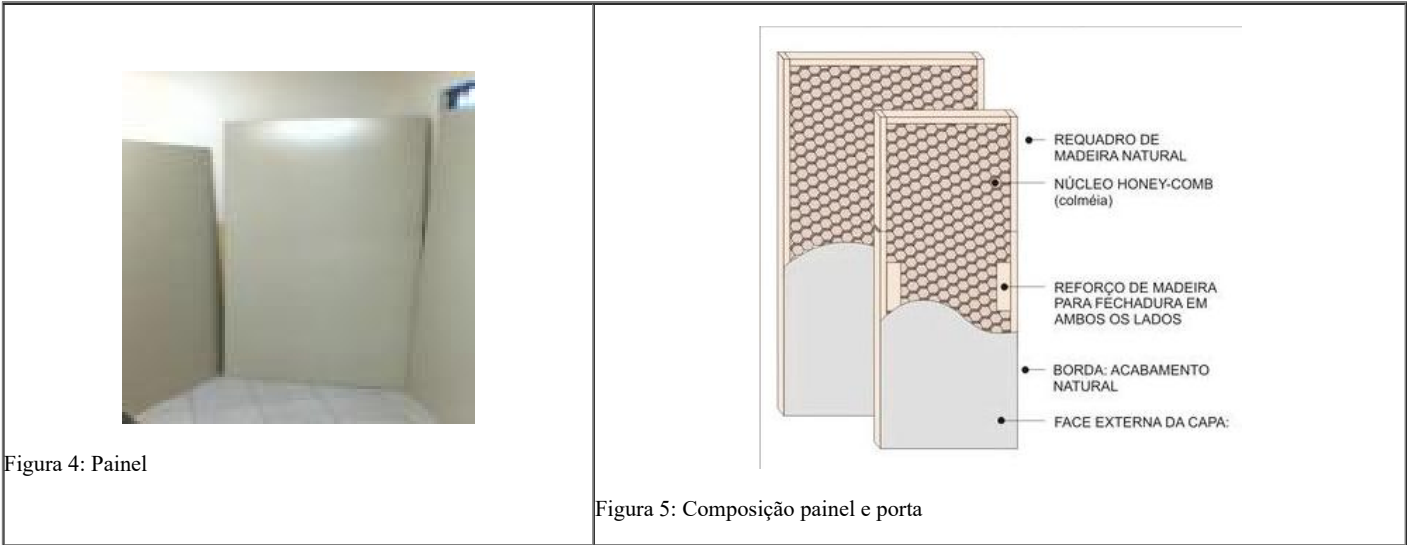 Figura 4: Painel
REQUADRO DE
MADEIRA NATURAL
NÚCLEO HONEY-COMB
(colméia)
REFORÇO DE MADEIRA
PARA FECHADURA EM
AMBOS OS LADOS
BORDA: ACABAMENTO
NATURAL
FACE EXTERNA DA CAPA:
Figura 5: Composição painel e porta